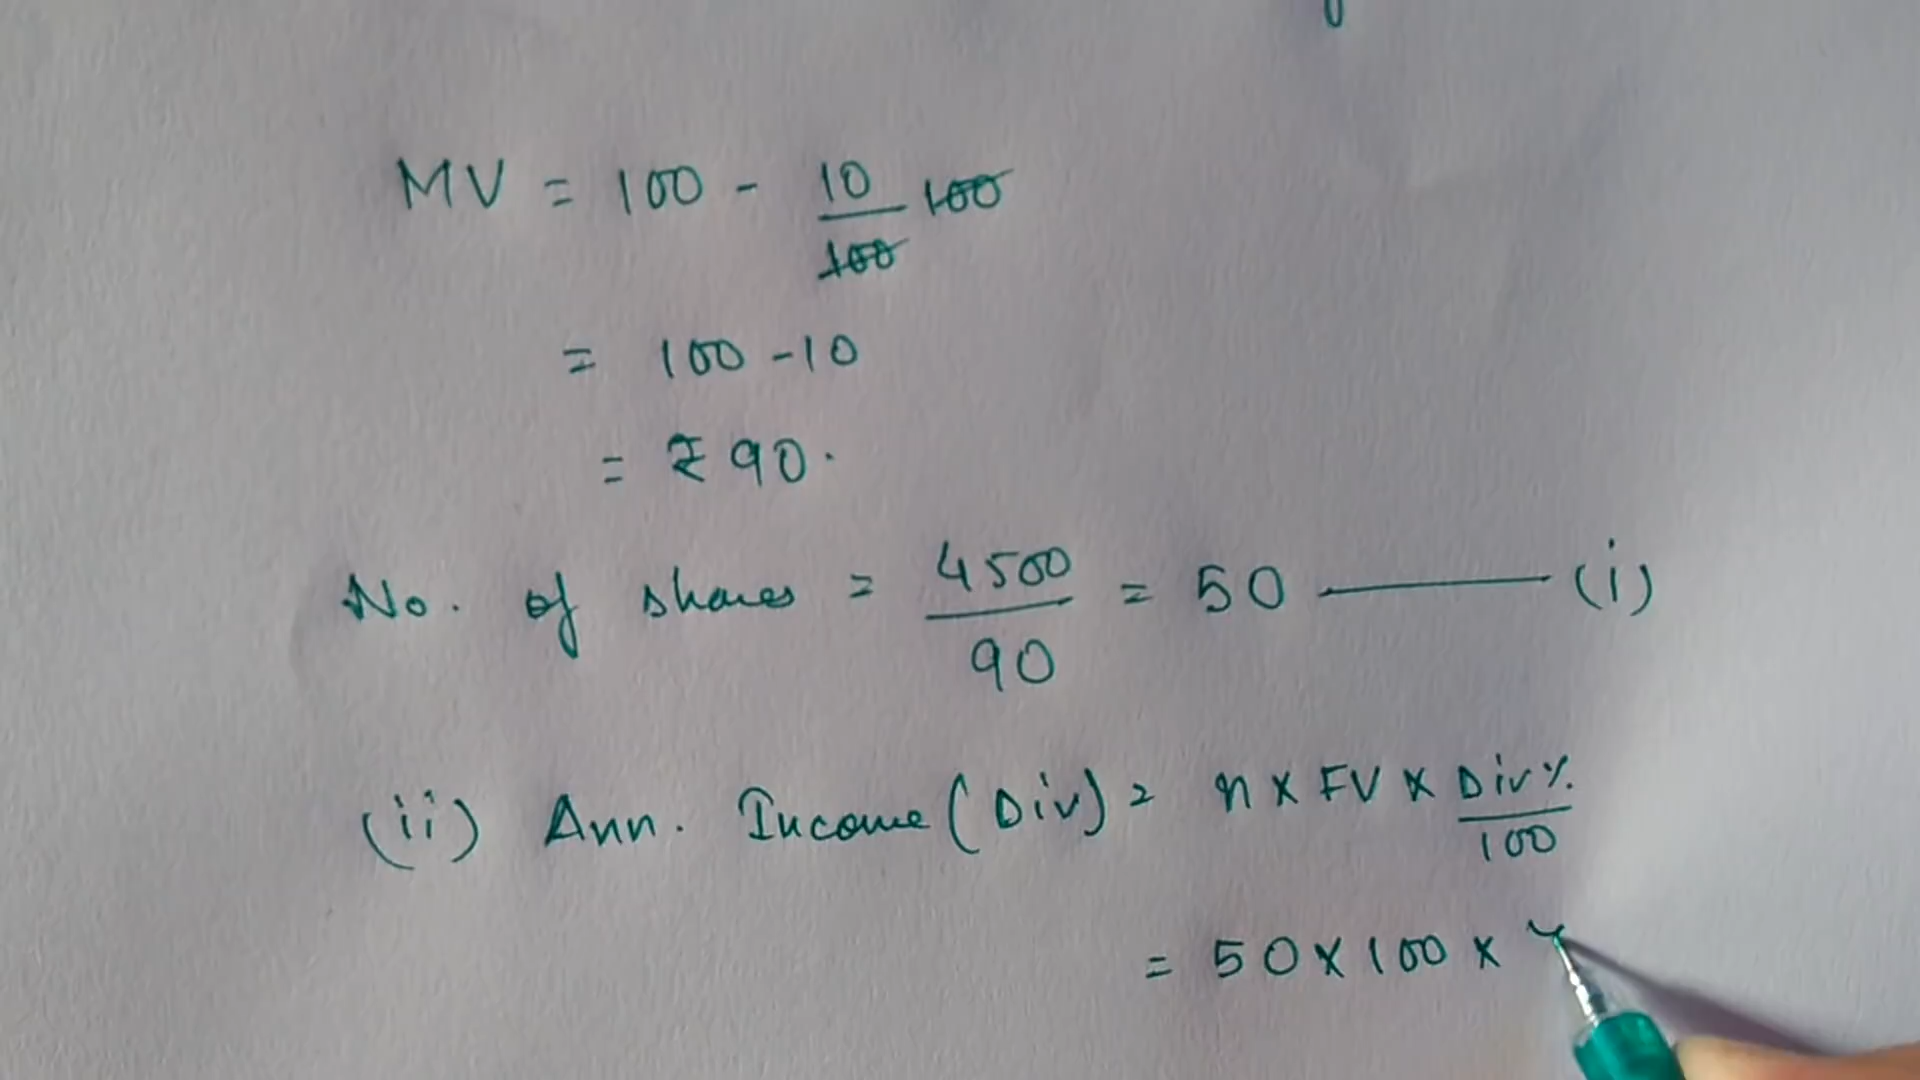 MV = 100 - 10/100 100
= 100 - 10
= ₹ 90.
No. of shares = 4500/90 = 50 —— (i)
(ii) Ann. Income (Div) = n x FV x Div%/100
= 50 x 100 x